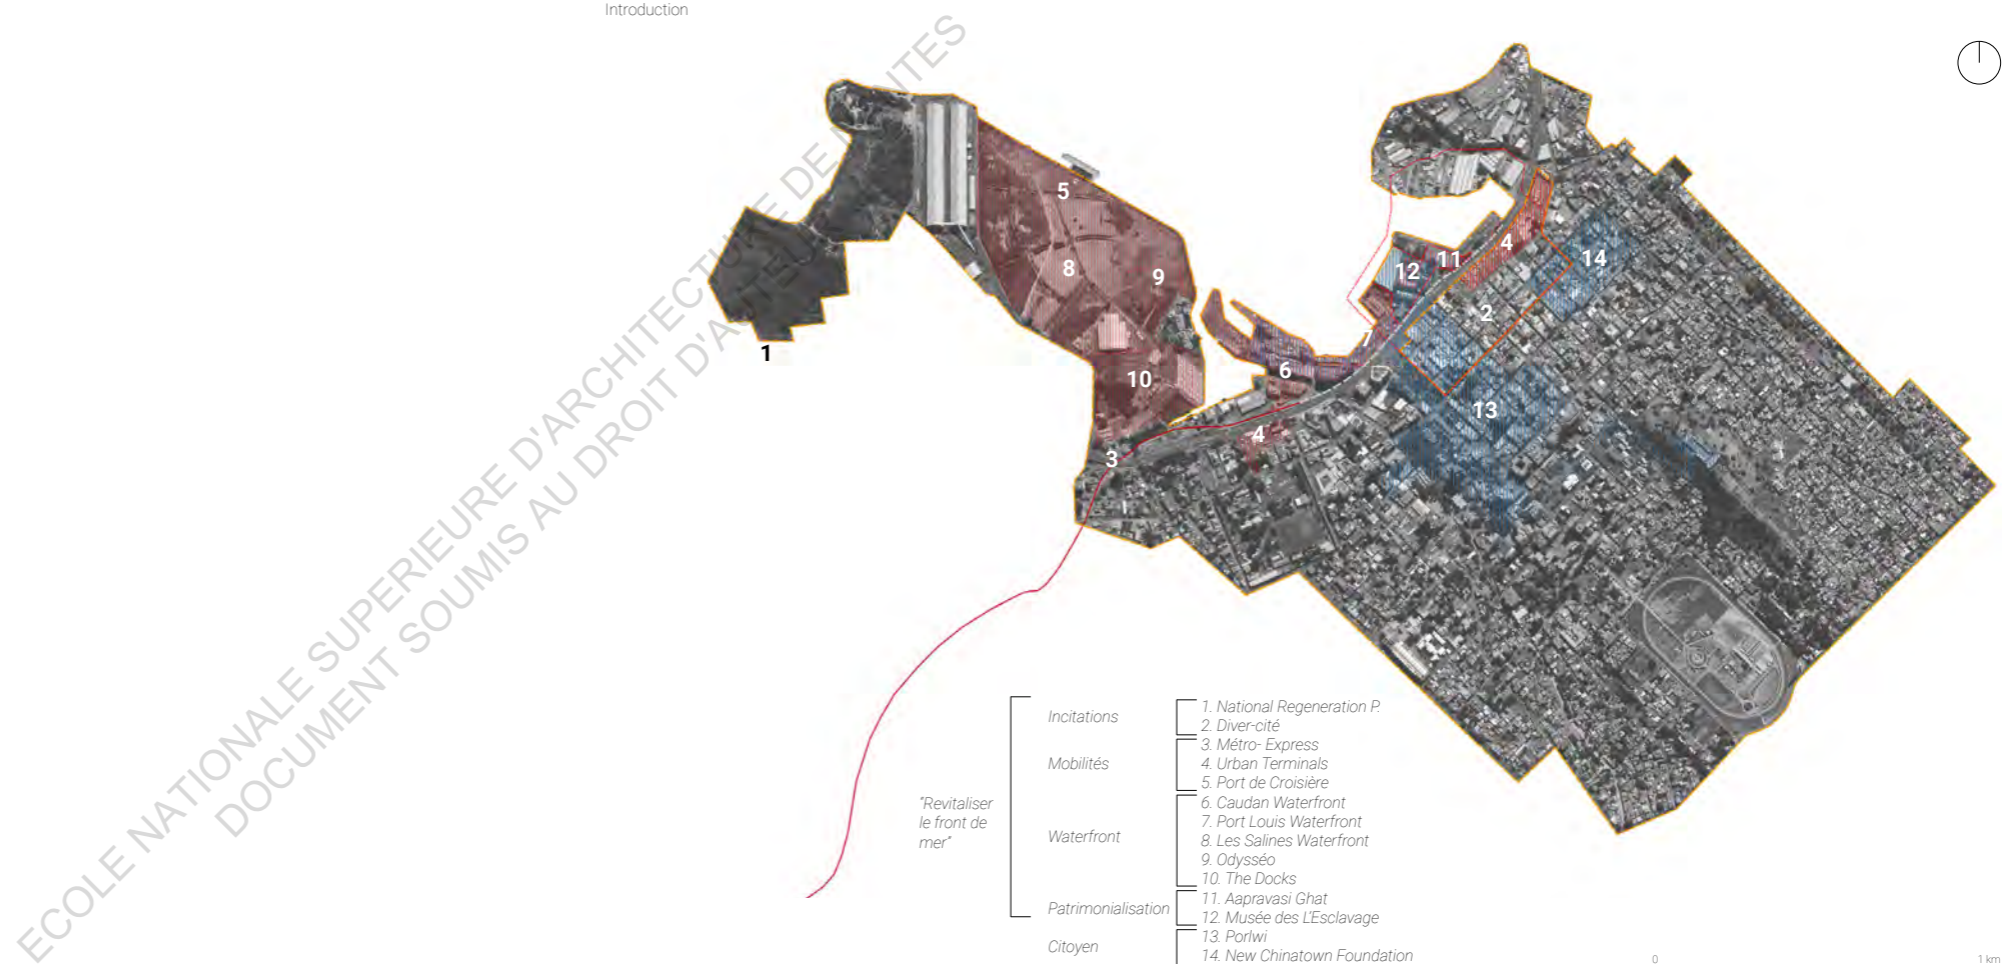 Introduction
ECOLE NATIONALE SUPERIEURE D'ARCHITECTURE DE NANTES
DOCUMENT SOUMIS AU DROIT D'AUTEUR
5
8
9
10
1
3
4
6
7
12
11
4
2
14
13
"Revitaliser
le front de
mer"
Incitations
1. National Regeneration P.
2. Diver-cité
Mobilités
3. Métro- Express
4. Urban Terminals
5. Port de Croisière
Waterfront
6. Caudan Waterfront
7. Port Louis Waterfront
8. Les Salines Waterfront
9. Odysséo
10. The Docks
Patrimonialisation
11. Aapravasi Ghat
12. Musée des L'Esclavage
Citoyen
13. Porlwi
14. New Chinatown Foundation
0
1 km